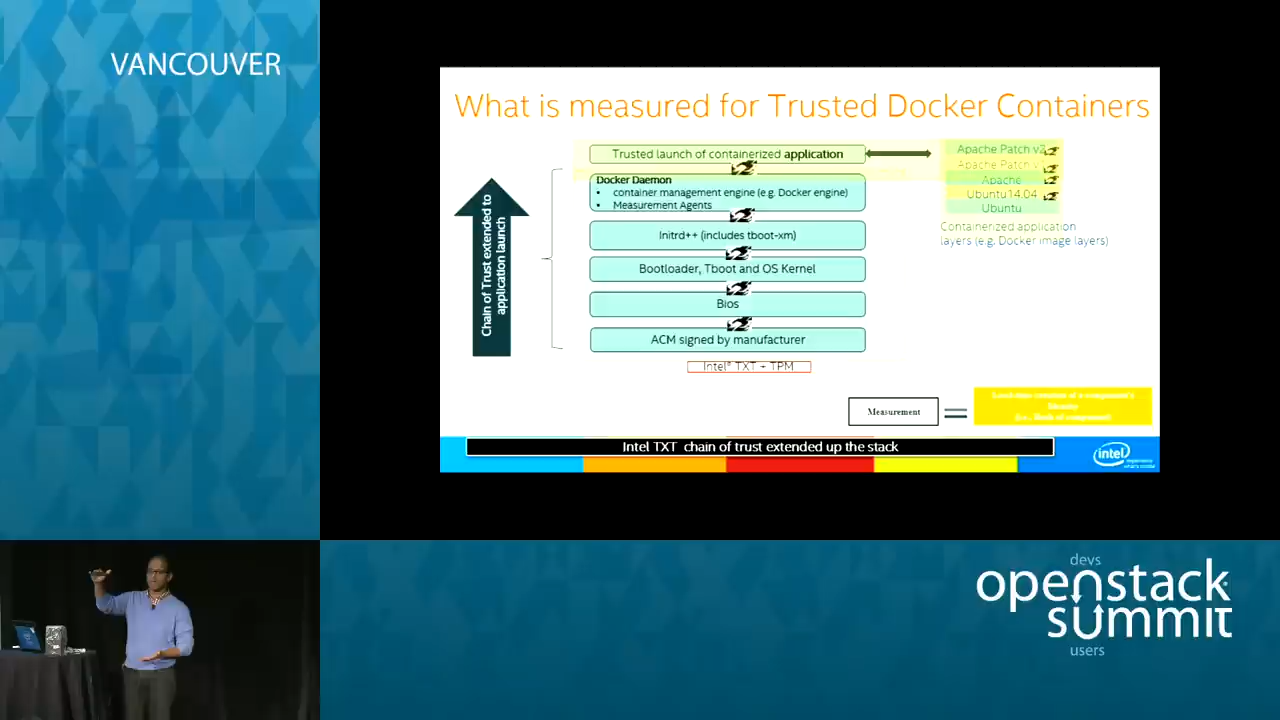 VANCOUVER
What is measured for Trusted Docker Containers
Trusted launch of containerized application
Docker Daemon
• container management engine (e.g. Docker engine)
• Measurement Agents
Initrd++ (includes tboot-xm)
Bootloader, Tboot and OS Kernel
Bios
ACM signed by manufacturer
Intel® TXT + TPM
Chain of Trust extended to
application launch
Apache Patch v2
Apache Patch v
Apache
Ubuntu14.04
Ubuntu
Containerized application
layers (e.g. Docker image layers)
Measurement
=
Intel TXT chain of trust extended up the stack
intel
devs
openstack
summit
users